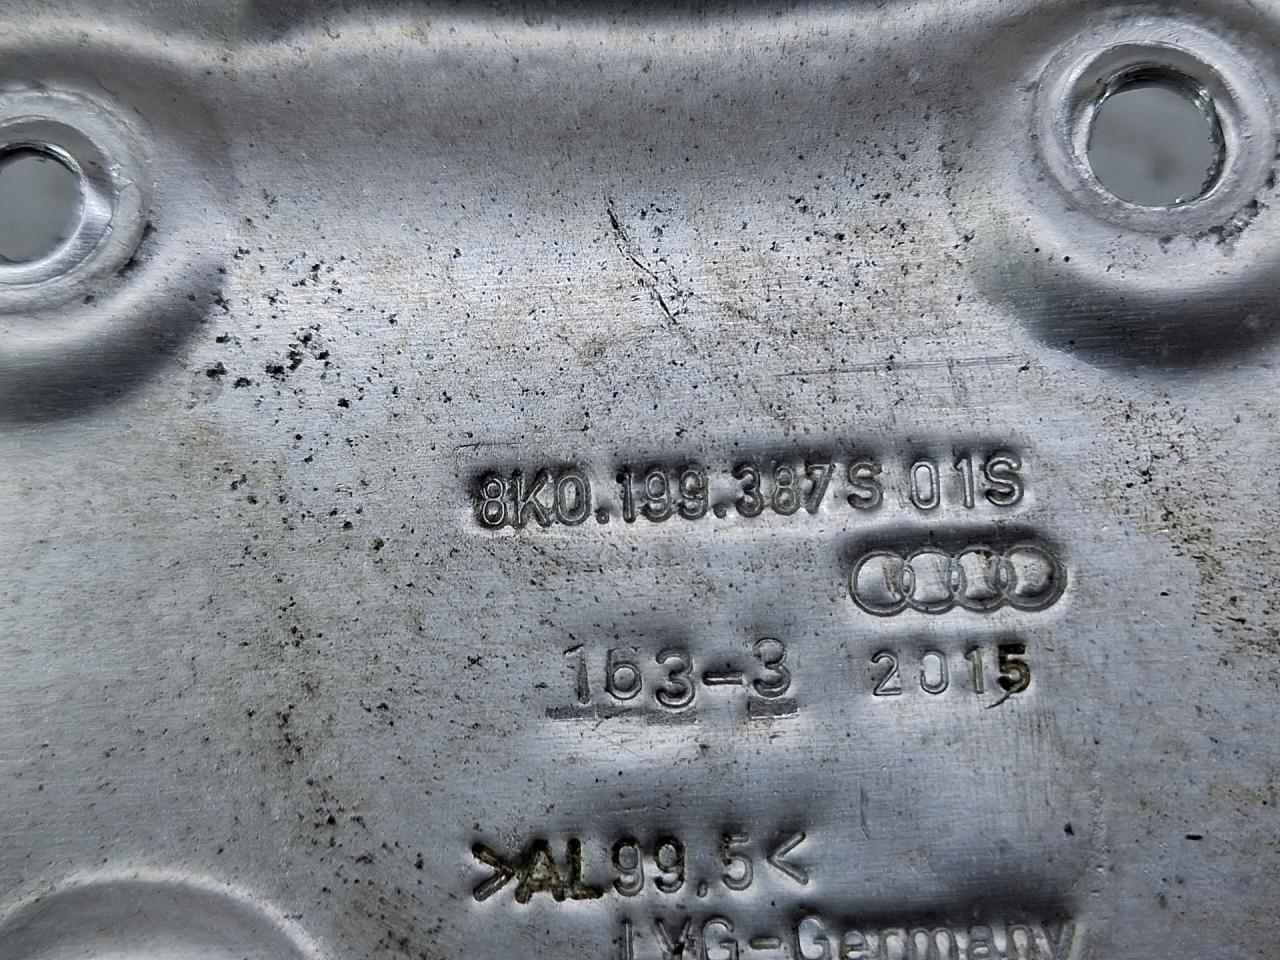 8K0.199.387S 01S
163-3 2015
>AL99,5<
LYG-Germany